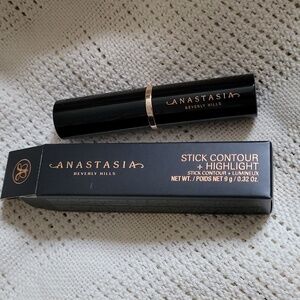 ANASTASIA
BEVERLY HILLS
ANASTASIA
BEVERLY HILLS
STICK CONTOUR
+ HIGHLIGHT
STICK CONTOUR + LUMINEUX
NET WT. / POIDS NET 9 g / 0.32 Oz.